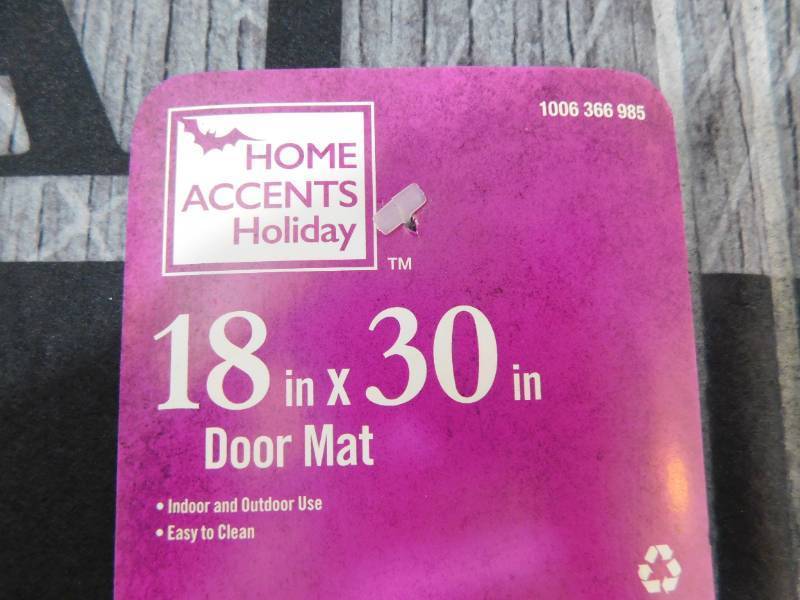 1006 366 985
HOME
ACCENTS
Holiday
TM
18 in x 30 in
Door Mat
• Indoor and Outdoor Use
• Easy to Clean